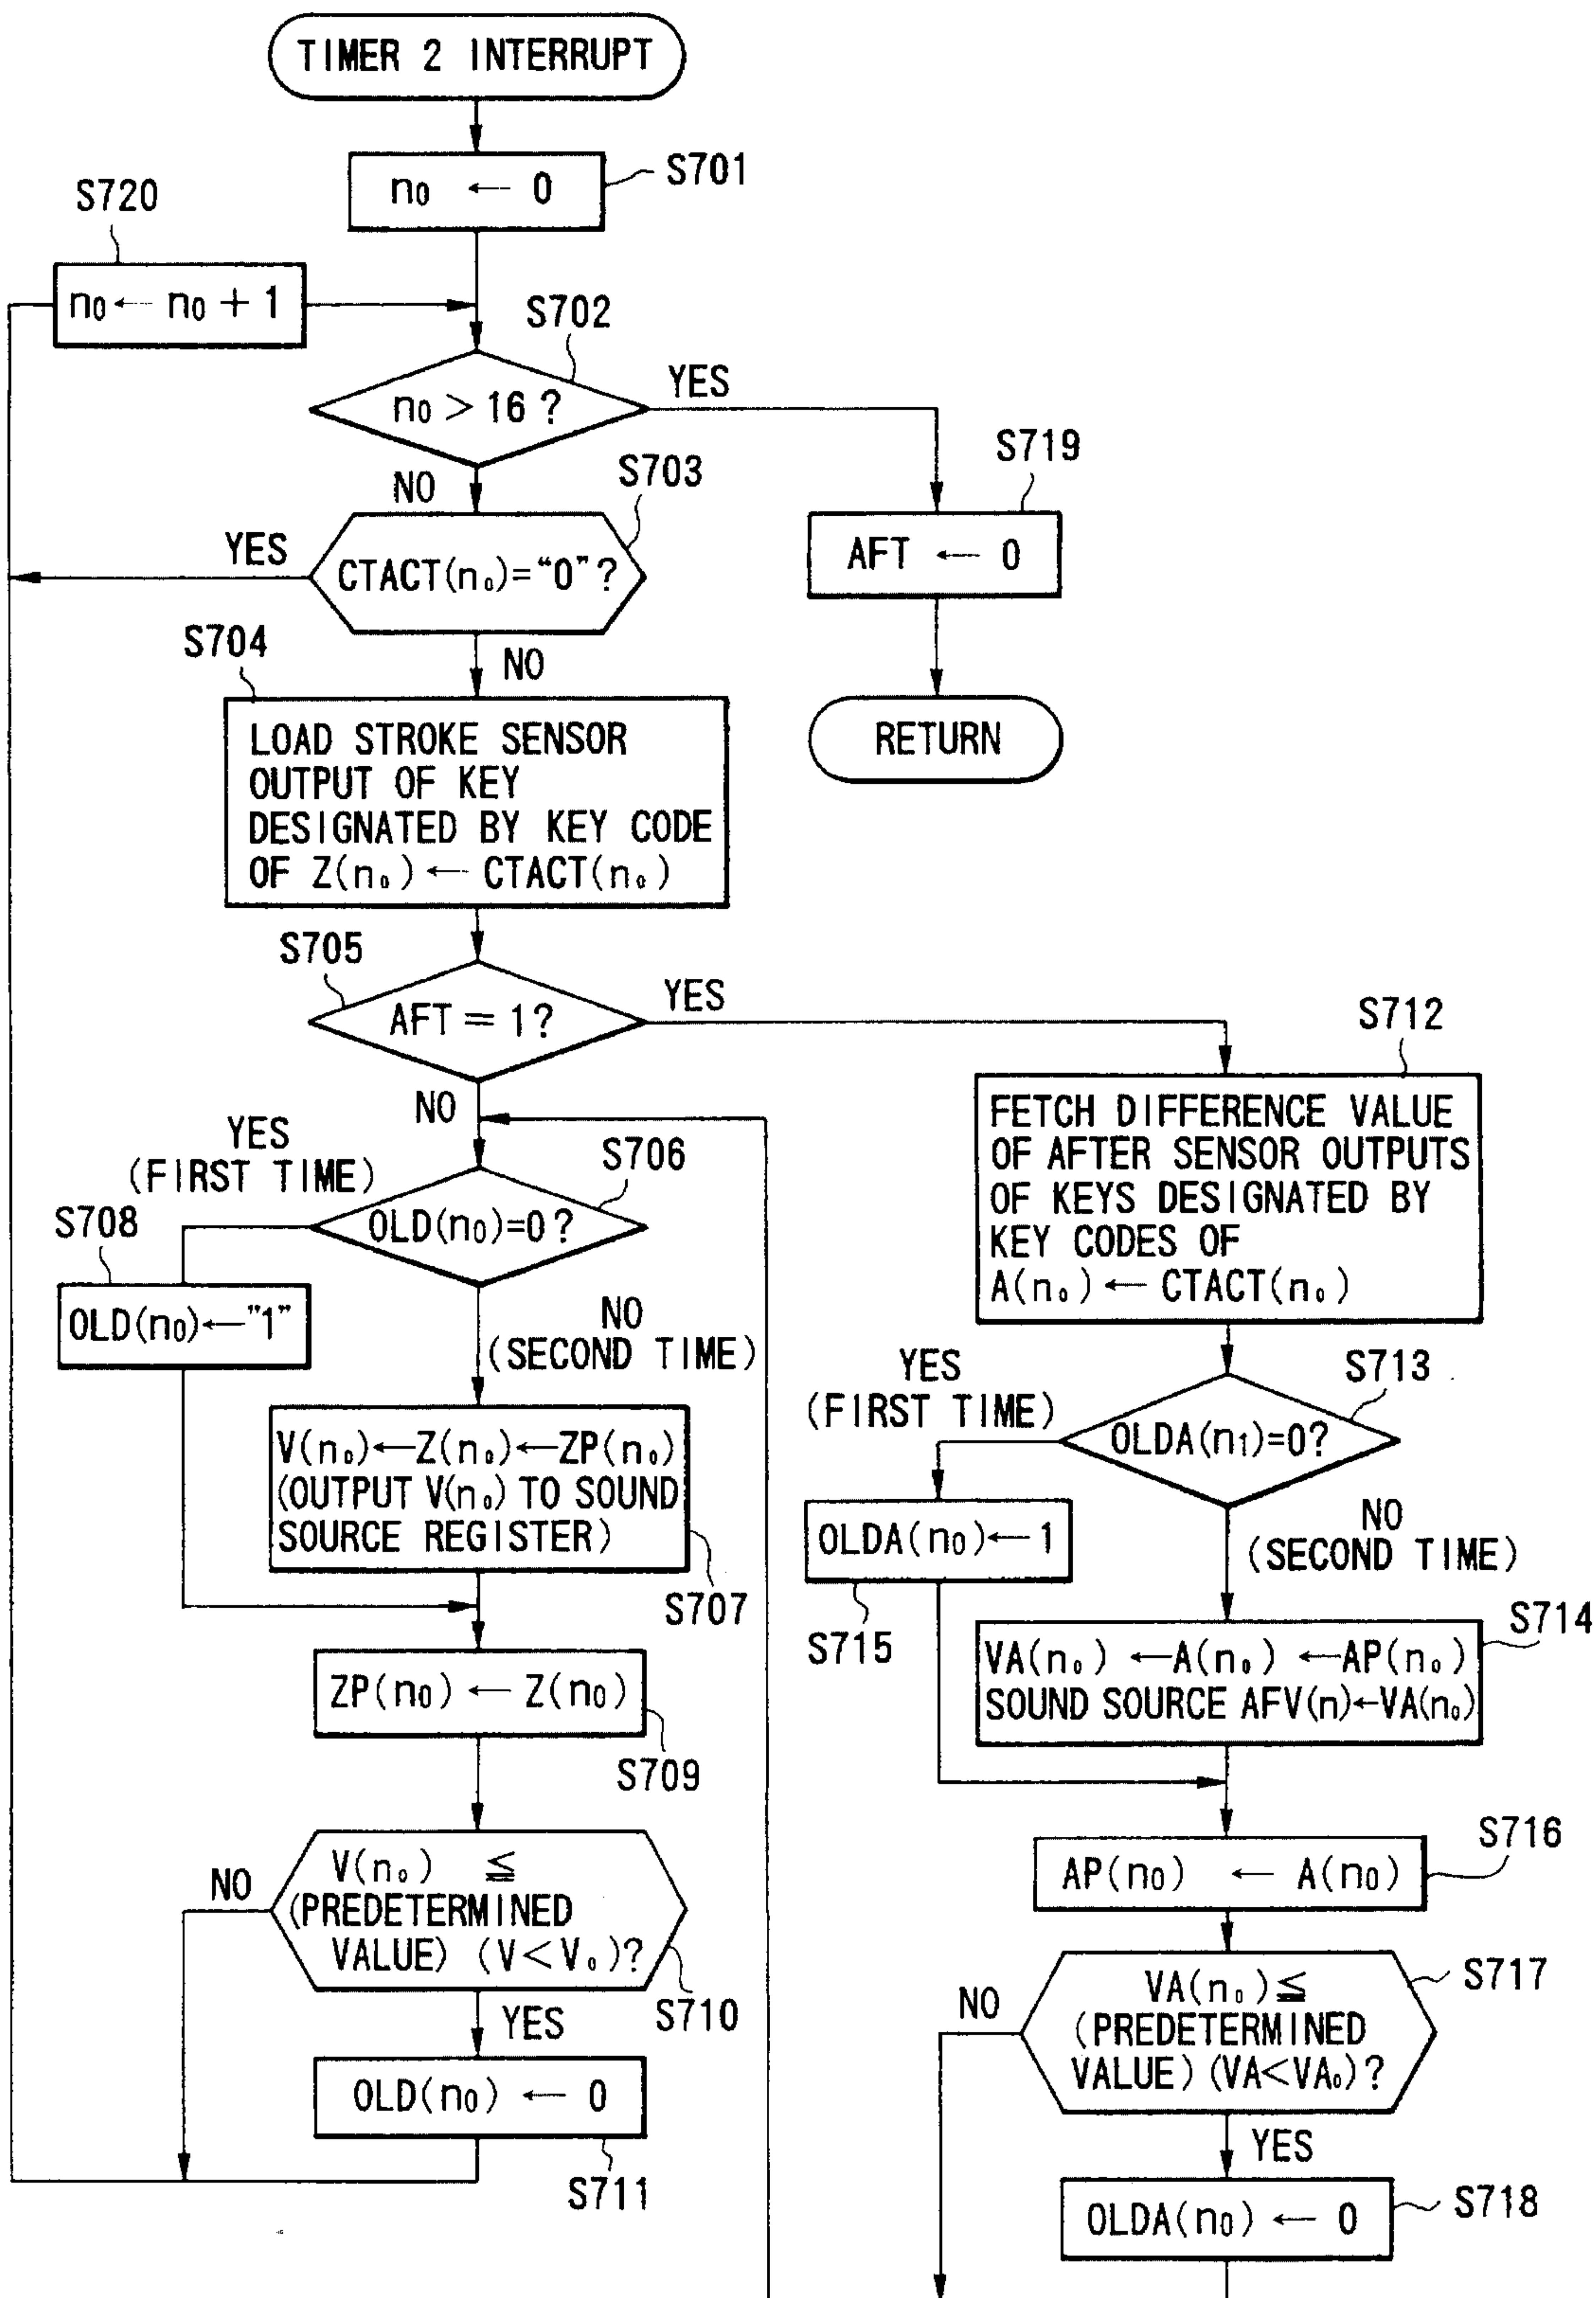 TIMER 2 INTERRUPT
n₀ ← 0
S701
S720
n₀ ← n₀ + 1
S702
n₀ > 16 ?
YES
NO
S703
S719
CTACT(n₀)="0"?
YES
AFT ← 0
S704
NO
RETURN
LOAD STROKE SENSOR
OUTPUT OF KEY
DESIGNATED BY KEY CODE
OF Z(n₀) ← CTACT(n₀)
S705
AFT = 1?
YES
S712
NO
FETCH DIFFERENCE VALUE
OF AFTER SENSOR OUTPUTS
OF KEYS DESIGNATED BY
KEY CODES OF
A(n₀) ← CTACT(n₀)
YES
(FIRST TIME)
S706
OLD(n₀)=0?
S708
OLD(n₀)←"1"
NO
(SECOND TIME)
S713
YES
(FIRST TIME)
OLDA(n₁)=0?
V(n₀)←Z(n₀)←ZP(n₀)
(OUTPUT V(n₀) TO SOUND
SOURCE REGISTER)
S707
OLDA(n₀)←1
NO
(SECOND TIME)
S715
S714
VA(n₀) ←A(n₀) ←AP(n₀)
SOUND SOURCE AFV(n)←VA(n₀)
ZP(n₀) ← Z(n₀)
S709
S716
AP(n₀) ← A(n₀)
V(n₀) ≦
(PREDETERMINED
VALUE) (V<V₀)?
NO
S710
YES
S717
VA(n₀)≦
(PREDETERMINED
VALUE) (VA<VA₀)?
NO
YES
OLD(n₀) ← 0
S711
S718
OLDA(n₀) ← 0